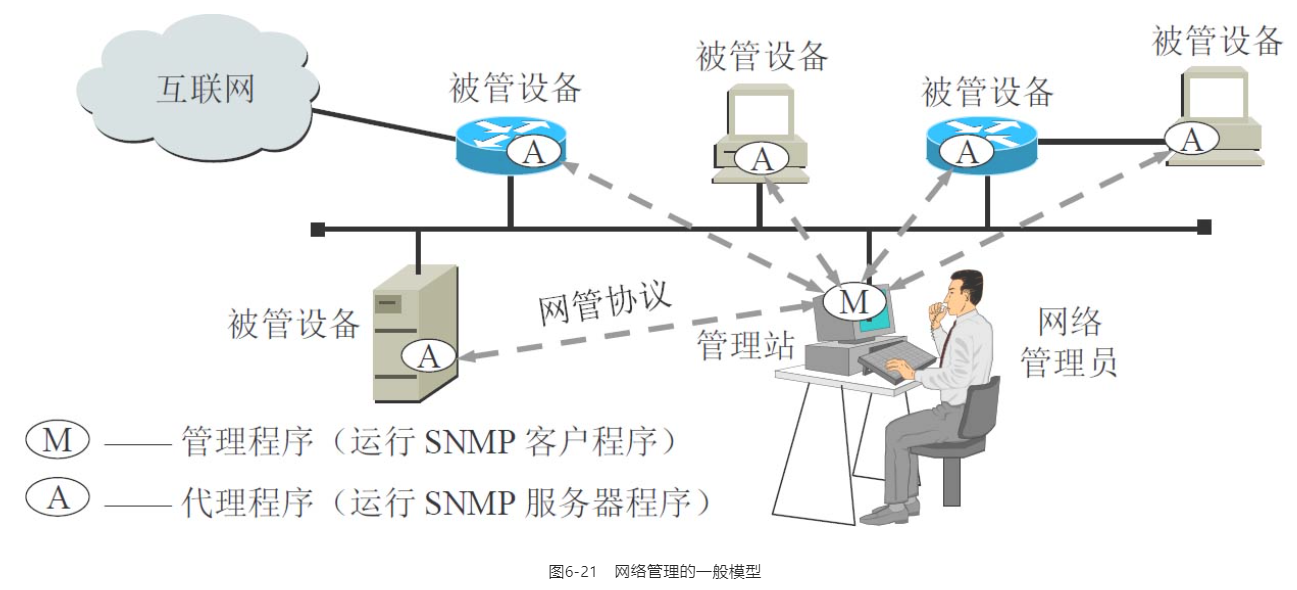 互联网
被管设备
被管设备
被管设备
被管设备
A
A
A
A
被管设备
A
网管协议
M
管理站
网络
管理员
M —— 管理程序（运行 SNMP 客户程序）
A —— 代理程序（运行 SNMP 服务器程序）
图6-21 网络管理的一般模型